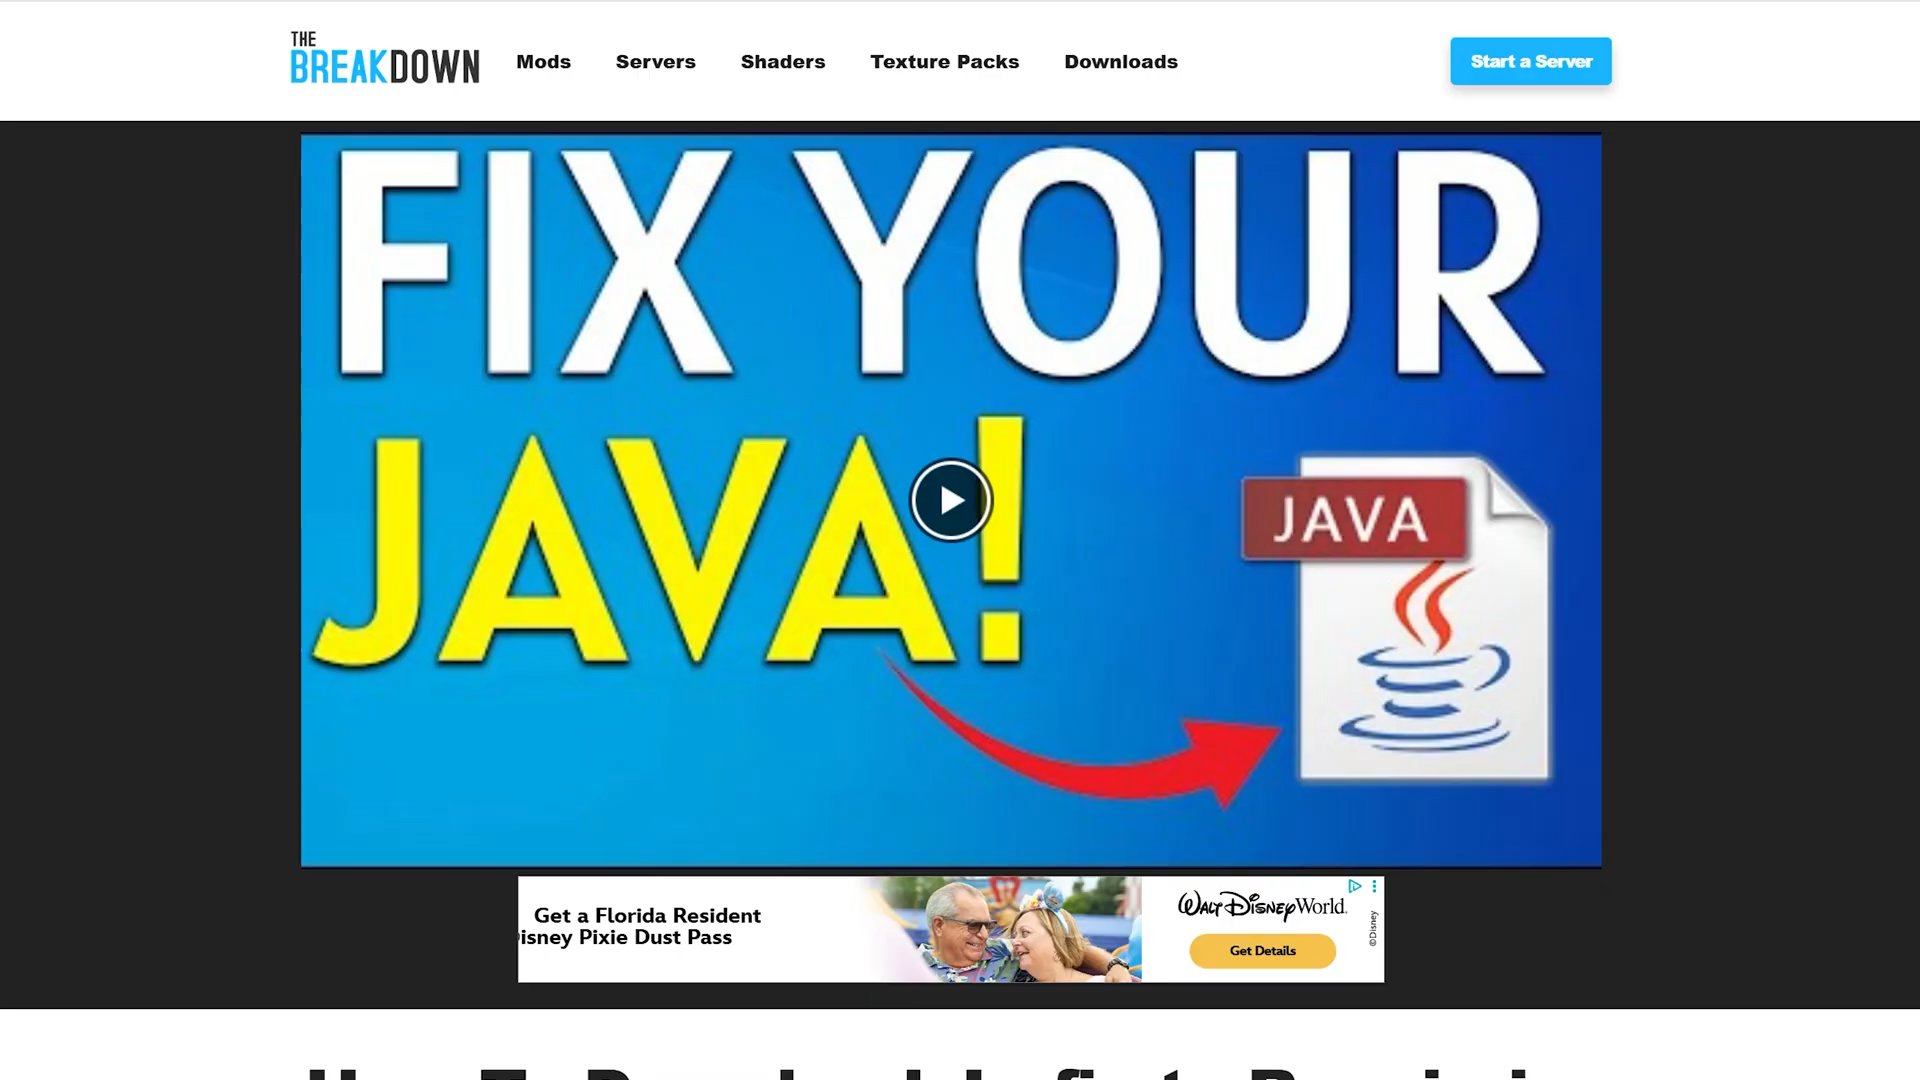 THE
BREAKDOWN
Mods Servers Shaders Texture Packs Downloads Start a Server
FIX YOUR
JAVA!
JAVA
Get a Florida Resident
isney Pixie Dust Pass
WALT DISNEY World.
Get Details
©Disney